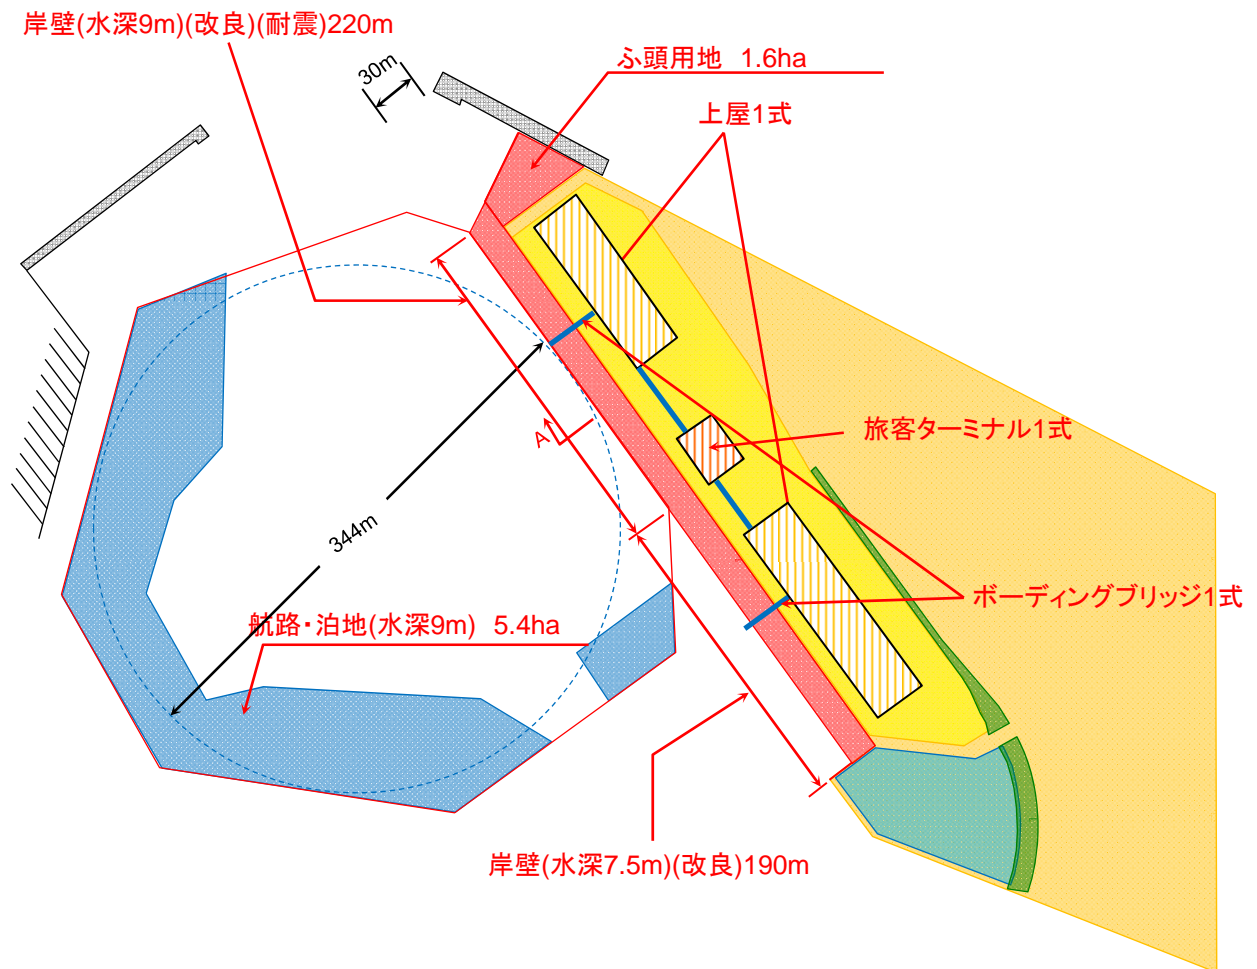 岸壁(水深9m)(改良)(耐震)220m
30m
ふ頭用地 1.6ha
上屋1式
旅客ターミナル1式
A
344m
ボーディングブリッジ1式
航路・泊地(水深9m) 5.4ha
岸壁(水深7.5m)(改良)190m